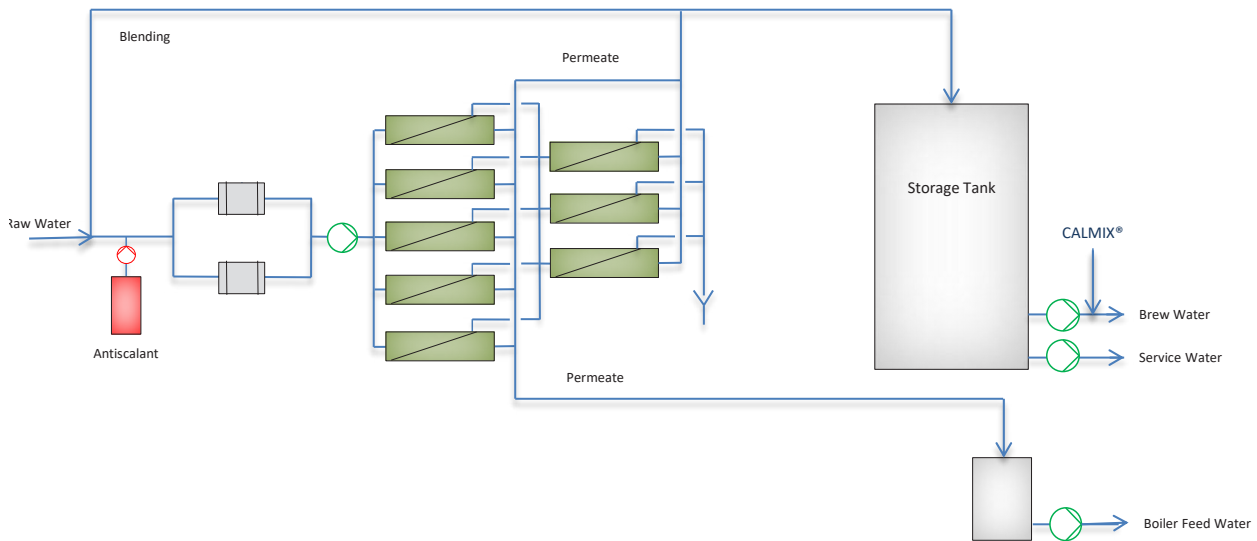 Blending
Permeate
Storage Tank
Raw Water
CALMIX®
Brew Water
Antiscalant
Service Water
Permeate
Boiler Feed Water